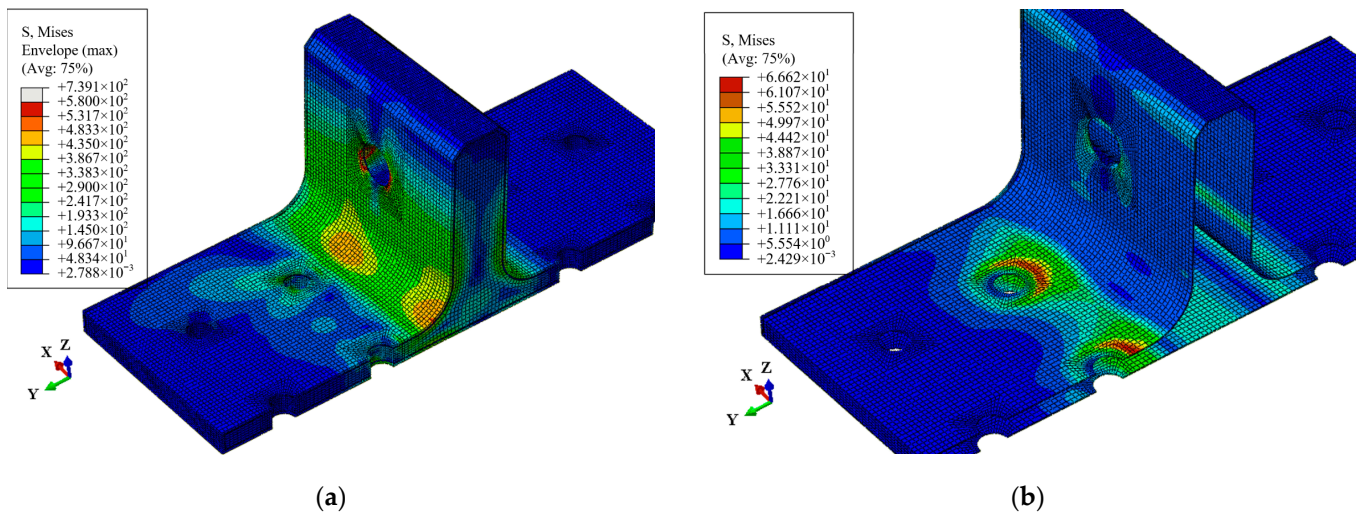 S, Mises
Envelope (max)
(Avg: 75%)
+7.391×10²
+5.800×10²
+5.317×10²
+4.833×10²
+4.350×10²
+3.867×10²
+3.383×10²
+2.900×10²
+2.417×10²
+1.933×10²
+1.450×10²
+9.667×10¹
+4.834×10¹
+2.788×10⁻³
X
Z
Y
(a)
S, Mises
(Avg: 75%)
+6.662×10¹
+6.107×10¹
+5.552×10¹
+4.997×10¹
+4.442×10¹
+3.887×10¹
+3.331×10¹
+2.776×10¹
+2.221×10¹
+1.666×10¹
+1.111×10¹
+5.554×10⁰
+2.429×10⁻³
X
Z
Y
(b)